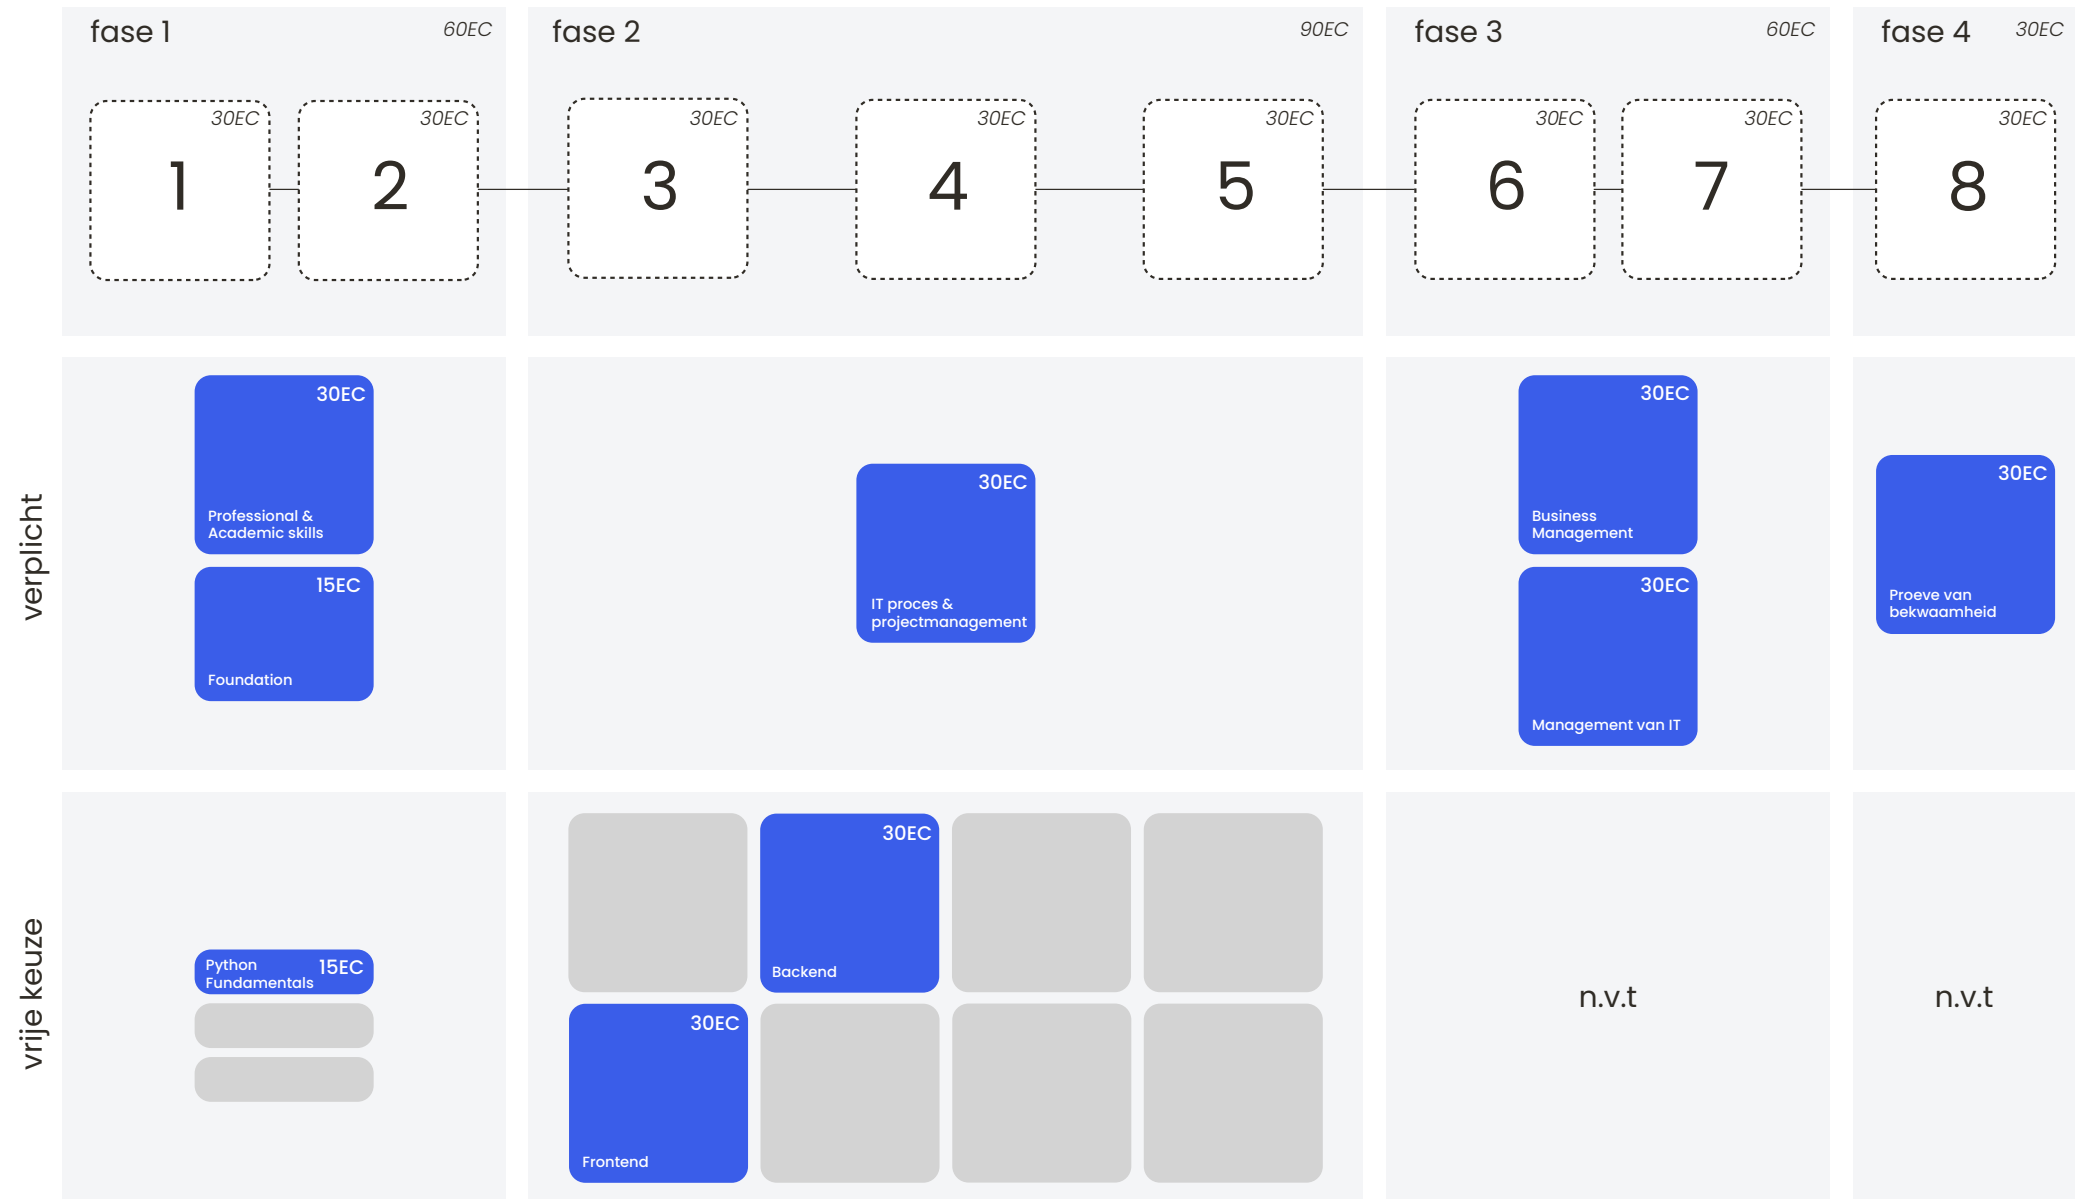 fase 1
60EC
fase 2
90EC
fase 3
60EC
fase 4
30EC
30EC
1
30EC
2
30EC
3
30EC
4
30EC
5
30EC
6
30EC
7
30EC
8
verplicht
30EC
Professional &
Academic skills
15EC
Foundation
30EC
IT proces &
projectmanagement
30EC
Business
Management
30EC
Management van IT
30EC
Proeve van
bekwaamheid
vrije keuze
Python
Fundamentals
15EC
30EC
Backend
30EC
Frontend
n.v.t
n.v.t